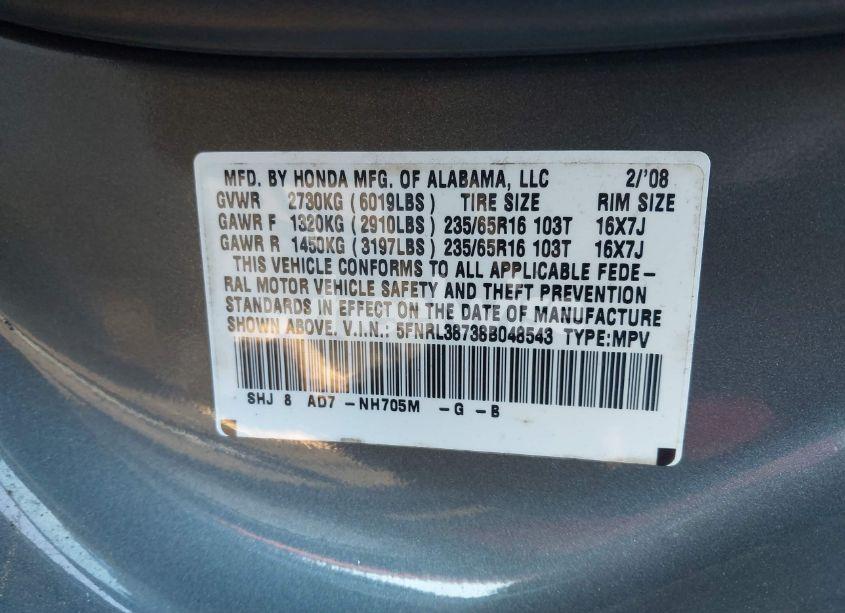 MFD. BY HONDA MFG. OF ALABAMA, LLC 2/'08
GVWR 2730KG (6019LBS) TIRE SIZE RIM SIZE
GAWR F 1320KG (2910LBS) 235/65R16 103T 16X7J
GAWR R 1450KG (3197LBS) 235/65R16 103T 16X7J
THIS VEHICLE CONFORMS TO ALL APPLICABLE FEDE-
RAL MOTOR VEHICLE SAFETY AND THEFT PREVENTION
STANDARDS IN EFFECT ON THE DATE OF MANUFACTURE
SHOWN ABOVE. V.I.N.: 5FNRL38738B048543 TYPE:MPV
SHJ 8 AD7 -NH705M -G -B